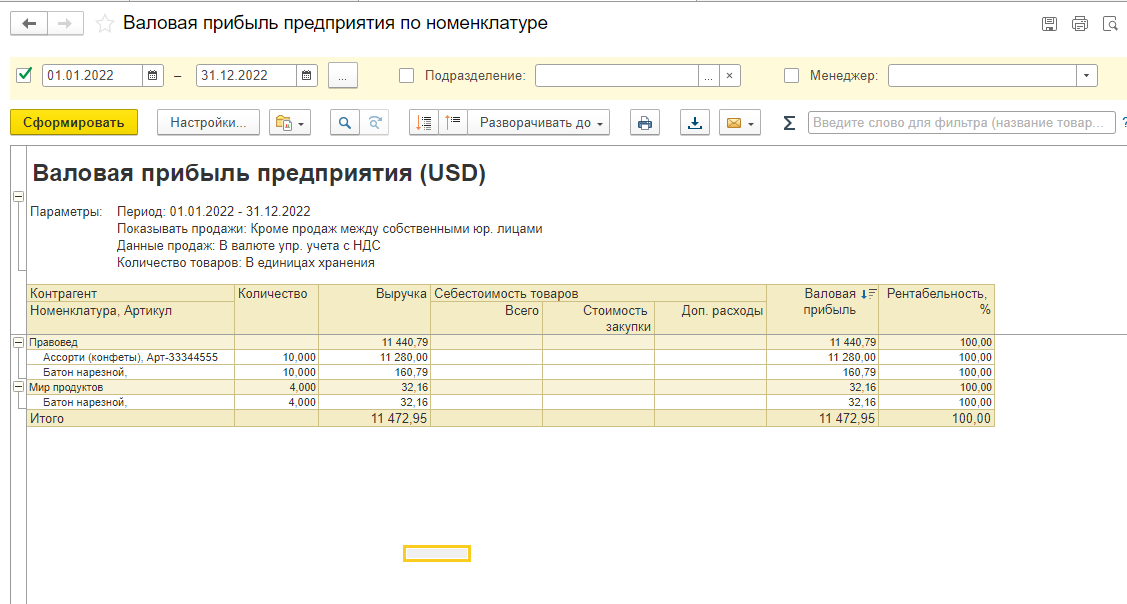 Валовая прибыль предприятия по номенклатуре
01.01.2022 – 31.12.2022 ... Подразделение: ... × Менеджер:
Сформировать Настройки... Разворачивать до Σ Введите слово для фильтра (название товар... ?
Валовая прибыль предприятия (USD)
Параметры: Период: 01.01.2022 - 31.12.2022
Показывать продажи: Кроме продаж между собственными юр. лицами
Данные продаж: В валюте упр. учета с НДС
Количество товаров: В единицах хранения
Контрагент Количество Выручка Себестоимость товаров Валовая прибыль Рентабельность, %
Номенклатура, Артикул Всего Стоимость закупки Доп. расходы
Правовед 11 440,79 11 440,79 100,00
Ассорти (конфеты), Арт-33344555 10,000 11 280,00 11 280,00 100,00
Батон нарезной, 10,000 160,79 160,79 100,00
Мир продуктов 4,000 32,16 32,16 100,00
Батон нарезной, 4,000 32,16 32,16 100,00
Итого 11 472,95 11 472,95 100,00